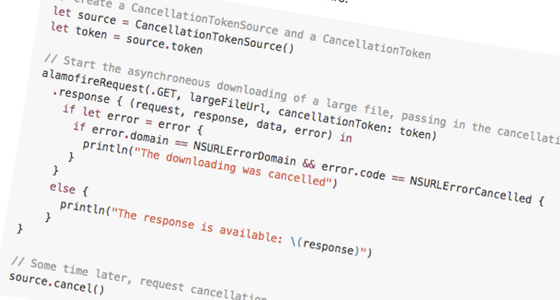 create a CancellationTokenSource and a CancellationToken
let source = CancellationTokenSource()
let token = source.token
// Start the asynchroneous downloading of a large file, passing in the
alamofireRequest(.GET, largeFileUrl, cancellationToken: token)
.response { (request, response, data, error) in
if let error = error {
if error.domain == NSURLErrorDomain && error.code == NSURLErrorCancelled {
println("The downloading was cancelled")
}
}
else {
println("The response is available: \(response)")
}
}
// Some time later, request cancellation
source.cancel()